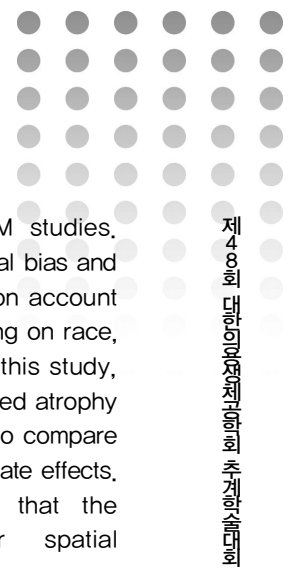 M studies.
al bias and
on account
ng on race,
this study,
ed atrophy
o compare
ate effects.
that the
r spatial
제48회 대한의용생체공학회 추계학술대회